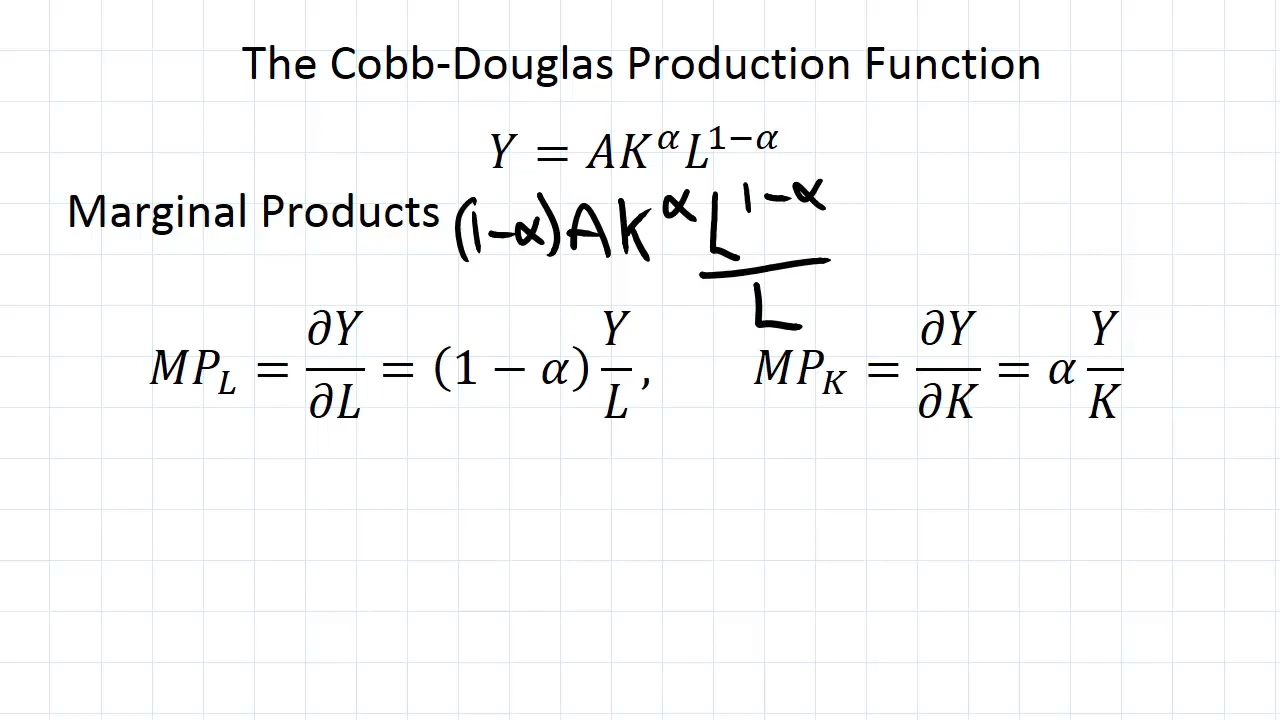 The Cobb-Douglas Production Function
Y = AK^α L^{1−α}
Marginal Products (1−α)AK^α L^{1−α} / L
MP_L = ∂Y/∂L = (1 − α) Y/L, MP_K = ∂Y/∂K = α Y/K